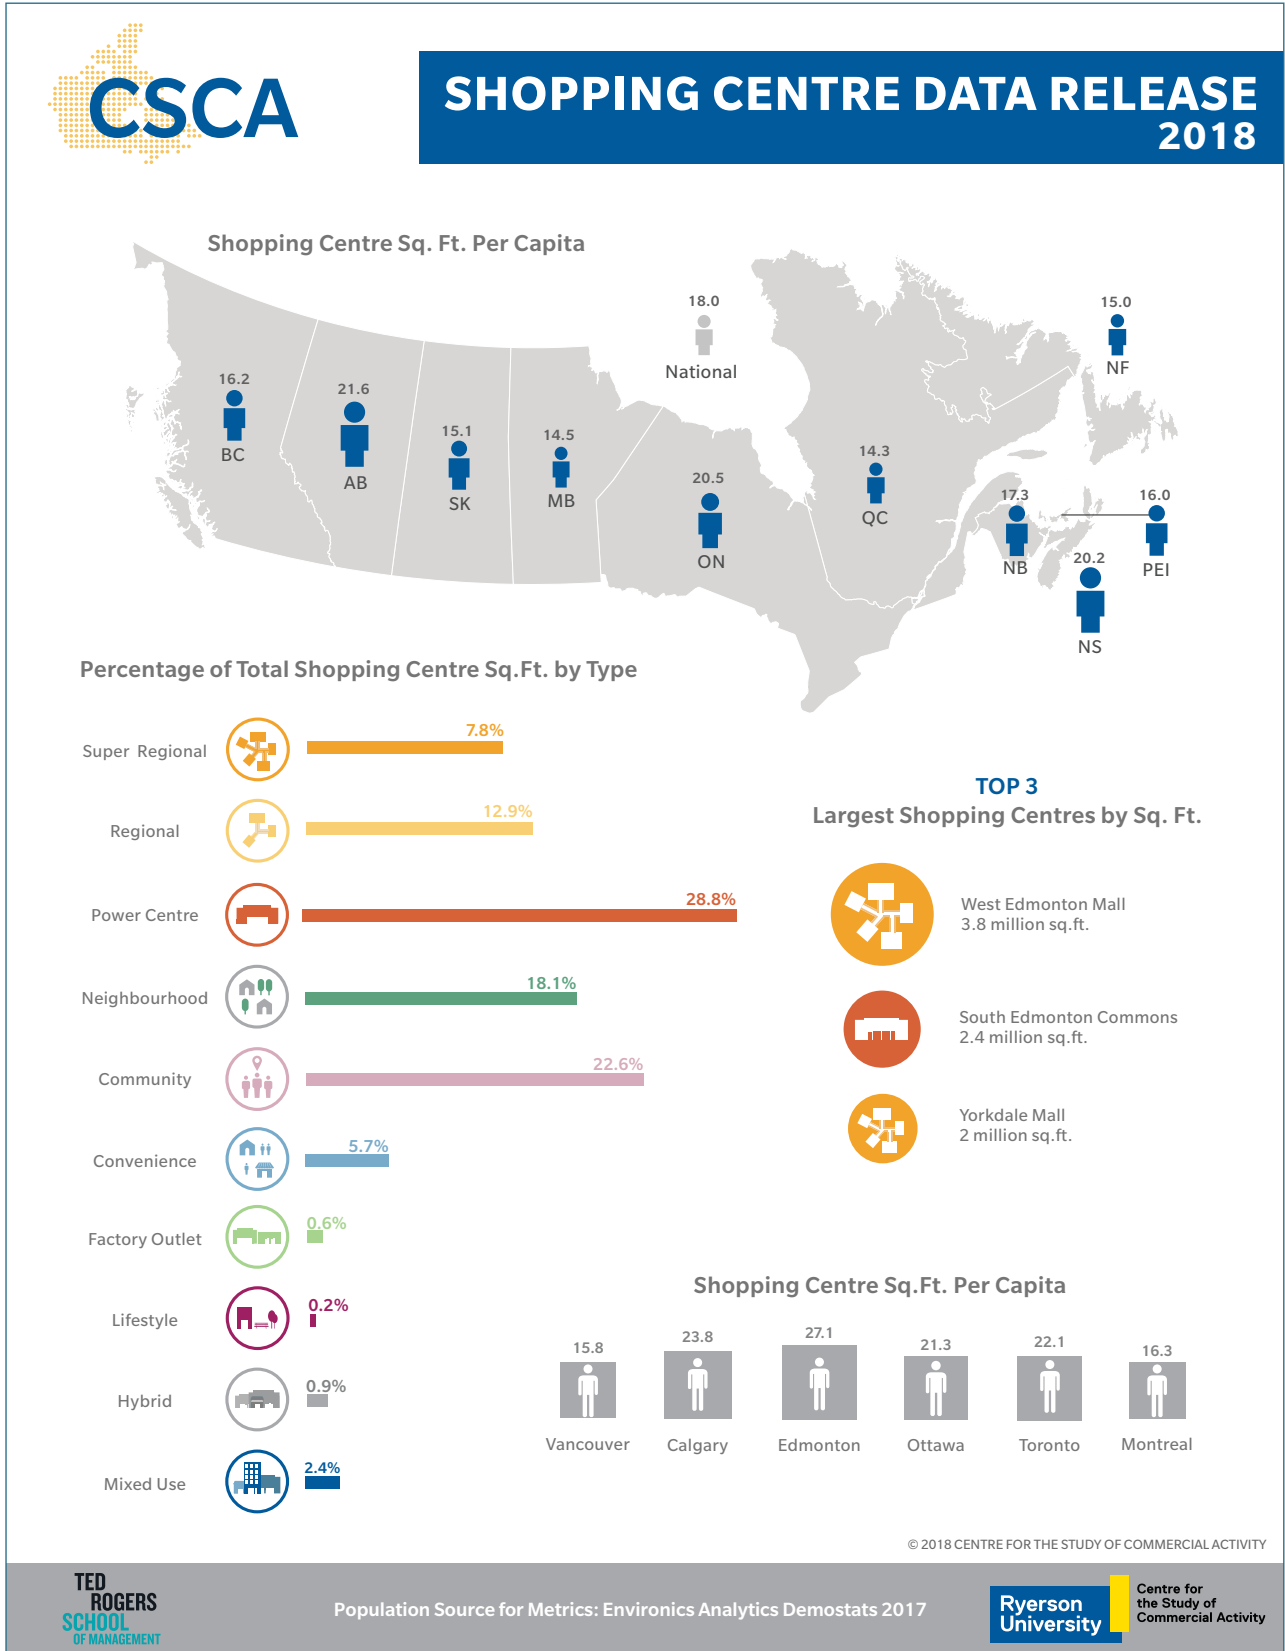 CSCA
SHOPPING CENTRE DATA RELEASE
2018
Shopping Centre Sq. Ft. Per Capita
18.0
National
15.0
NF
16.2
BC
21.6
AB
15.1
SK
14.5
MB
20.5
ON
14.3
QC
17.3
NB
16.0
PEI
20.2
NS
Percentage of Total Shopping Centre Sq.Ft. by Type
Super Regional
7.8%
Regional
12.9%
Power Centre
28.8%
Neighbourhood
18.1%
Community
22.6%
Convenience
5.7%
Factory Outlet
0.6%
Lifestyle
0.2%
Hybrid
0.9%
Mixed Use
2.4%
TOP 3
Largest Shopping Centres by Sq. Ft.
West Edmonton Mall
3.8 million sq.ft.
South Edmonton Commons
2.4 million sq.ft.
Yorkdale Mall
2 million sq.ft.
Shopping Centre Sq.Ft. Per Capita
15.8
Vancouver
23.8
Calgary
27.1
Edmonton
21.3
Ottawa
22.1
Toronto
16.3
Montreal
© 2018 CENTRE FOR THE STUDY OF COMMERCIAL ACTIVITY
TED
ROGERS
SCHOOL
OF MANAGEMENT
Population Source for Metrics: Environics Analytics Demostats 2017
Ryerson
University
Centre for
the Study of
Commercial Activity